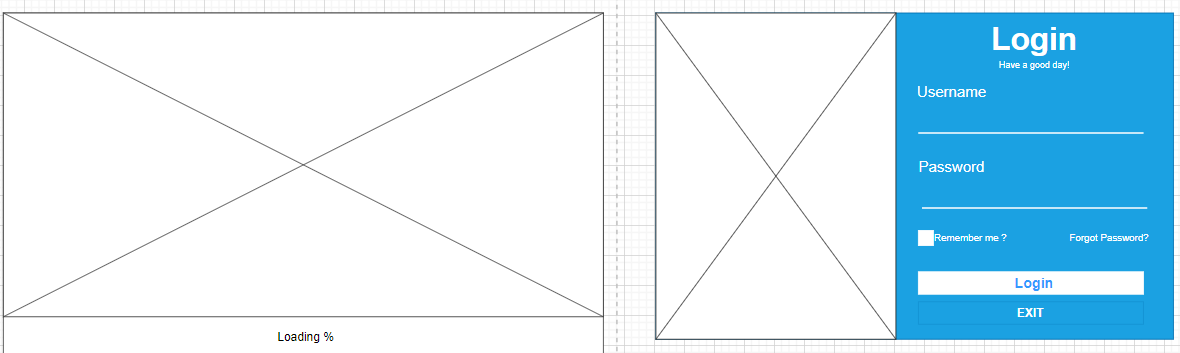 Loading %
Login
Have a good day!
Username
Password
Remember me ?
Forgot Password?
Login
EXIT